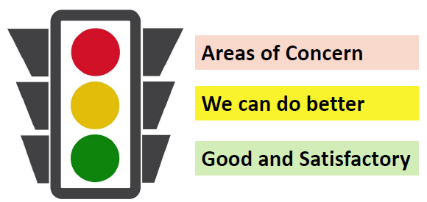 Areas of Concern
We can do better
Good and Satisfactory